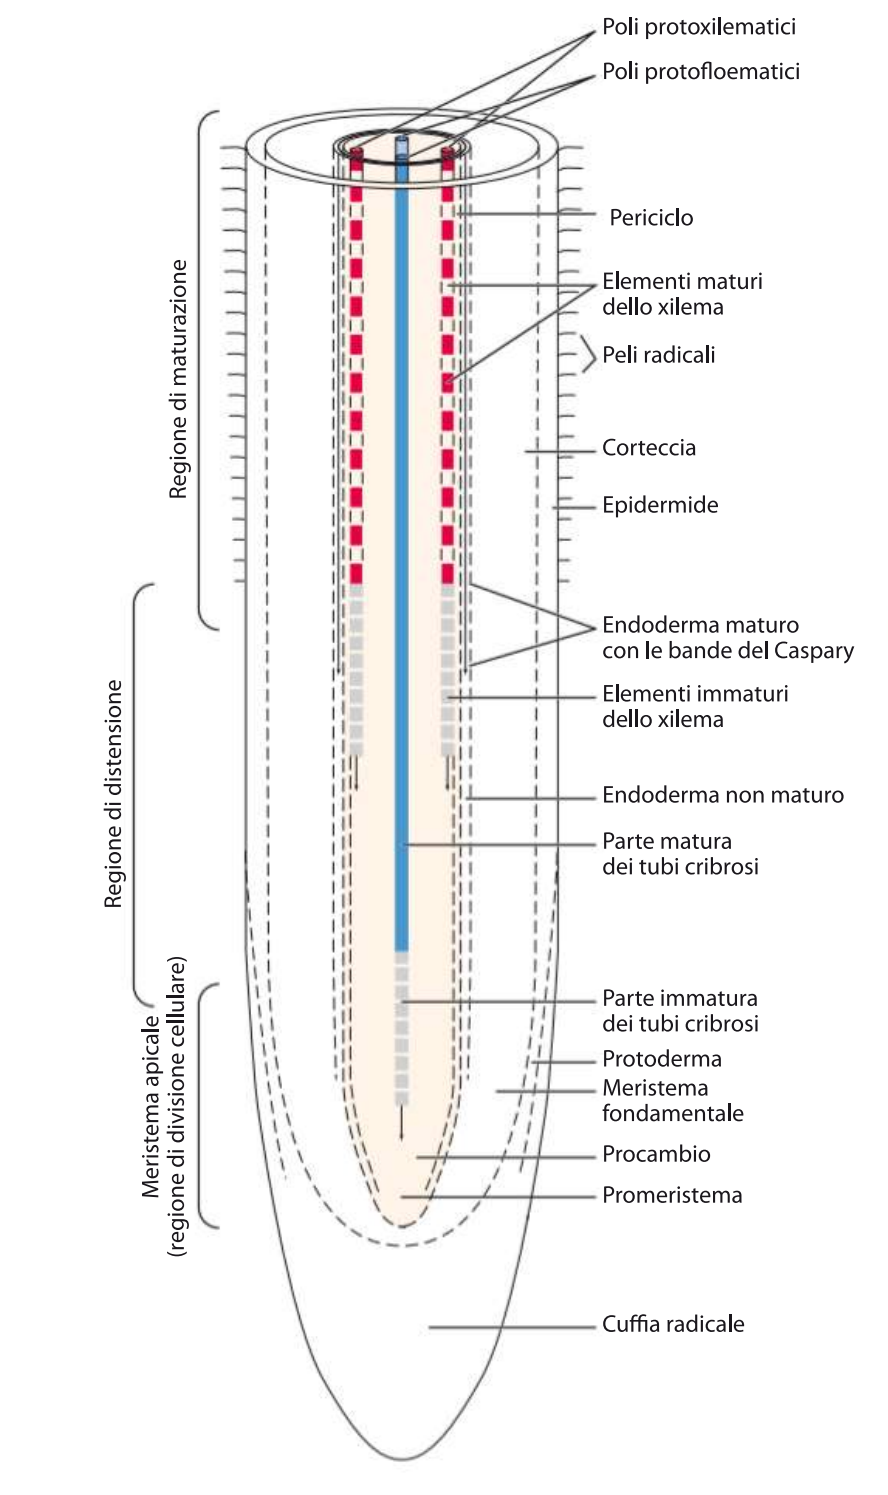 Poli protoxilematici
Poli protofloematici
Periciclo
Elementi maturi
dello xilema
Peli radicali
Corteccia
Epidermide
Endoderma maturo
con le bande del Caspary
Elementi immaturi
dello xilema
Endoderma non maturo
Parte matura
dei tubi cribrosi
Parte immatura
dei tubi cribrosi
Protoderma
Meristema
fondamentale
Procambio
Promeristema
Cuffia radicale
Regione di maturazione
Regione di distensione
Meristema apicale
(regione di divisione cellulare)